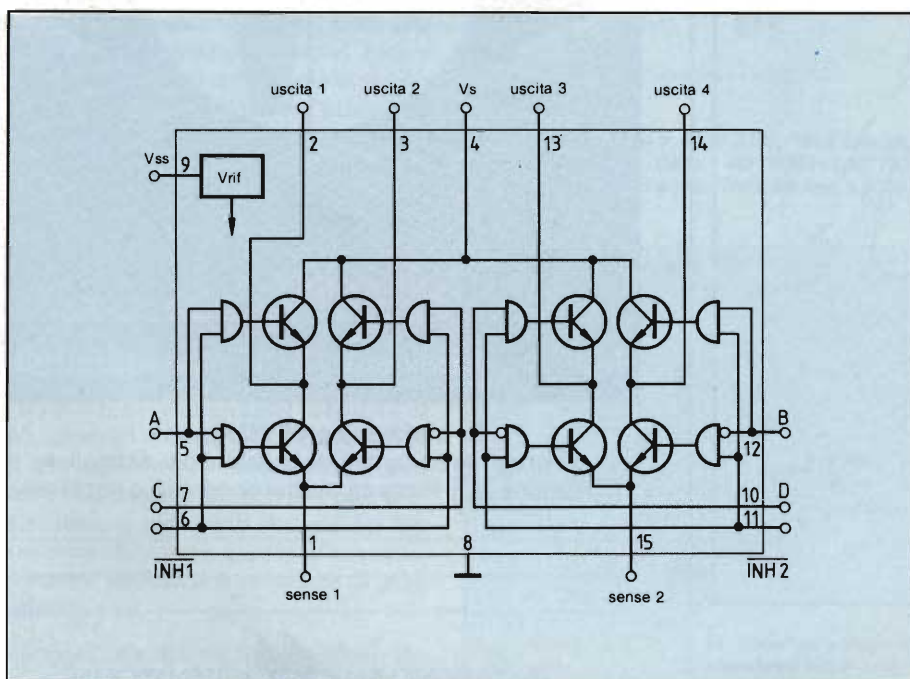 uscita 1 uscita 2 Vs uscita 3 uscita 4
2 3 4 13 14
Vss 9 Vrif
A B
5 12
C 7 10 D
6 11
1 8 15
INH1 INH2
sense 1 sense 2